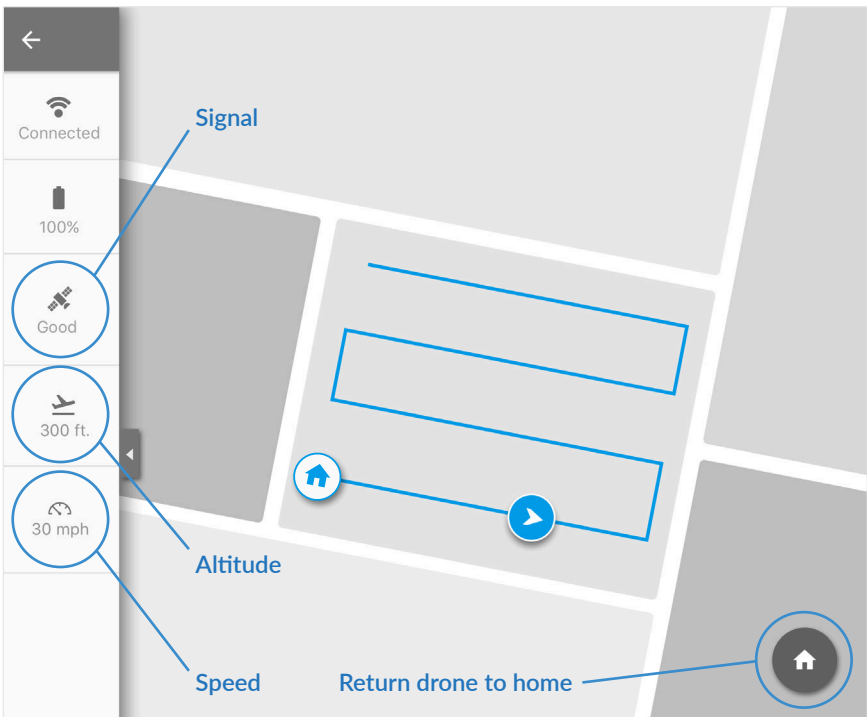 Connected
Signal
100%
Good
300 ft.
30 mph
Altitude
Speed
Return drone to home